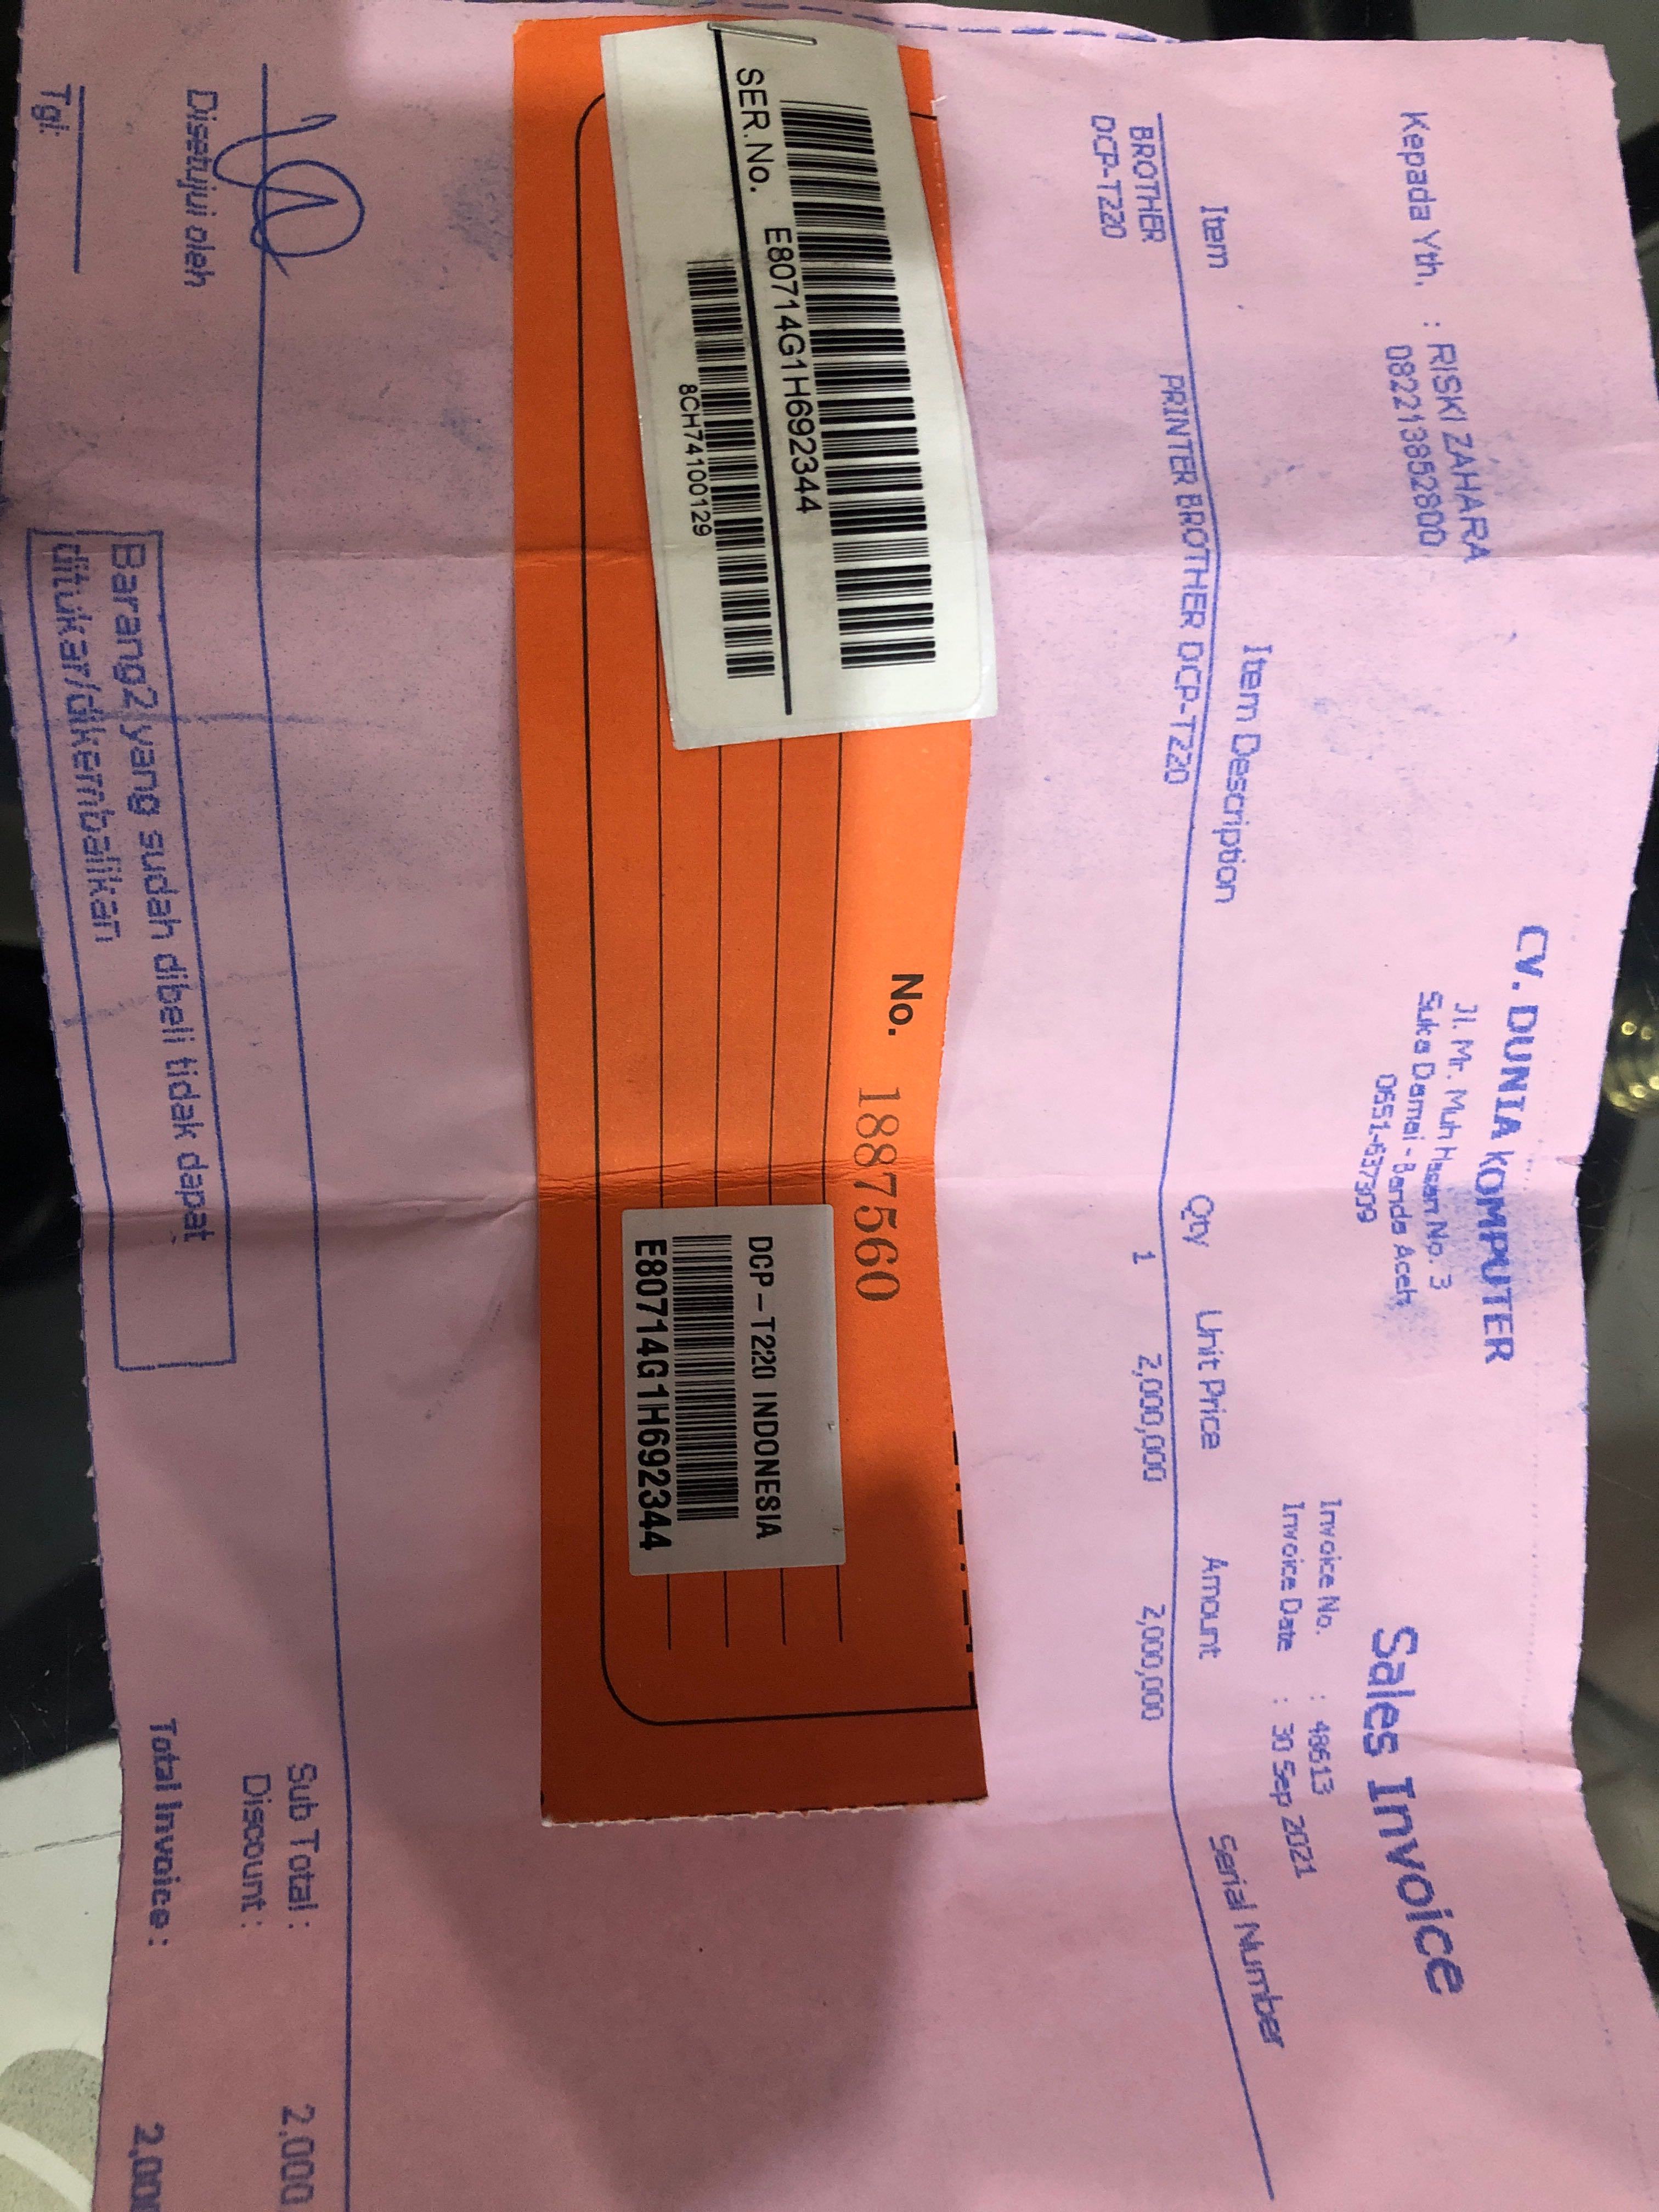 CV. DUNIA KOMPUTER
Jl. Mr. Muh Hasan No. 3
Suka Damai - Banda Aceh
0651-637309
Sales Invoice
Kepada Yth. : RISKI ZAHARA
082213852800
Invoice No. : 48613
Invoice Date : 30 Sep 2021
Item Item Description Qty Unit Price Amount Serial Number
BROTHER DCP-T220 PRINTER BROTHER DCP-T220 1 2,000,000 2,000,000
No. 1887560
SER.No. E80714G1H692344
8CH74100129
DCP-T220 INDONESIA
E80714G1H692344
Sub Total : 2,000
Discount :
Total Invoice : 2,000
Disetujui oleh
Tgl:
Barang2 yang sudah dibeli tidak dapat
ditukar/dikembalikan